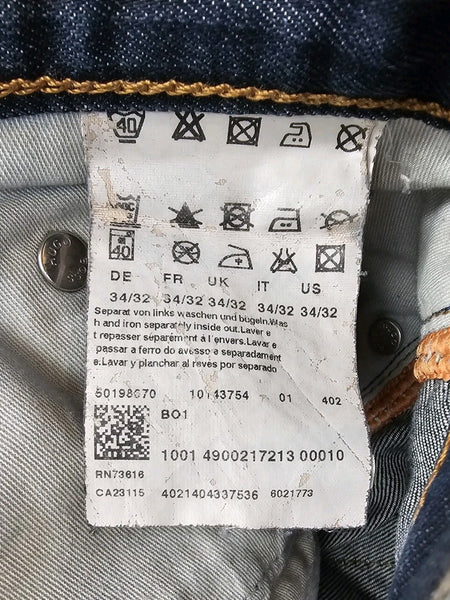 40
40
DE FR UK IT US
34/32 34/32 34/32 34/32 34/32
Separat von links waschen und bügeln.Was
h and iron separately inside out.Laver e
t repasser séparément à l'envers.Lavar e
passar a ferro do avesso e separadament
e.Lavar y planchar al revés por separado
50198670 10143754 01 402
BO1
1001 4900217213 00010
RN73616
CA23115 4021404337536 6021773